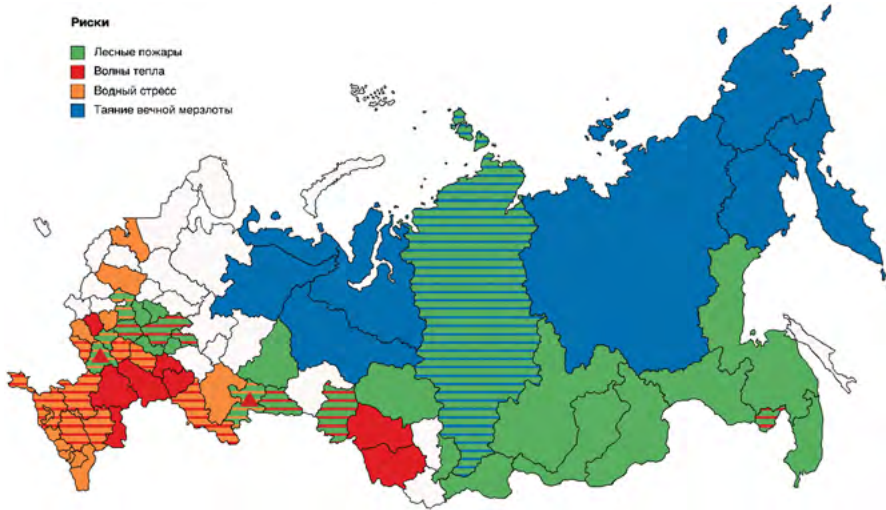 Риски
Лесные пожары
Волны тепла
Водный стресс
Таяние вечной мерзлоты